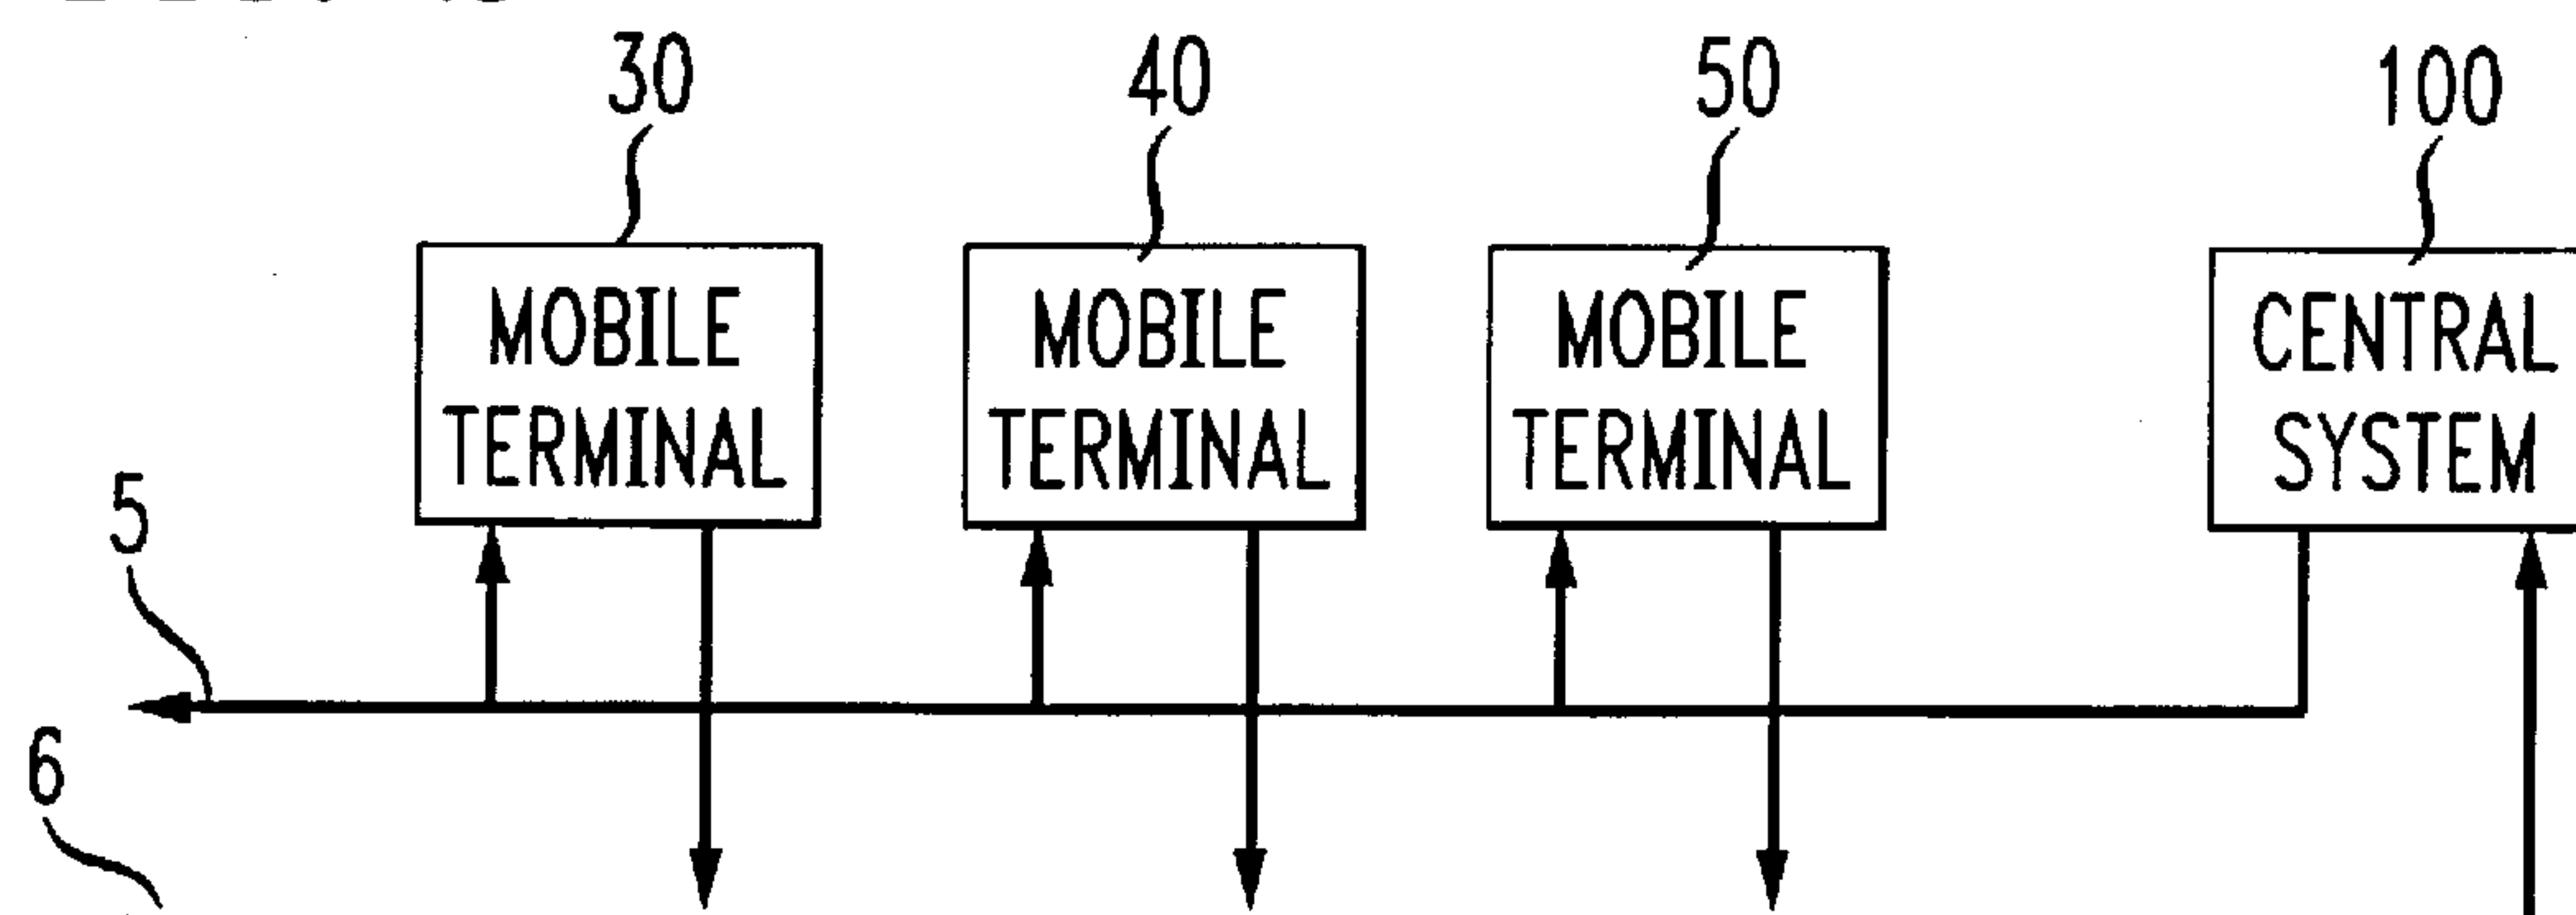 30
40
50
100
MOBILE
TERMINAL
MOBILE
TERMINAL
MOBILE
TERMINAL
CENTRAL
SYSTEM
5
6